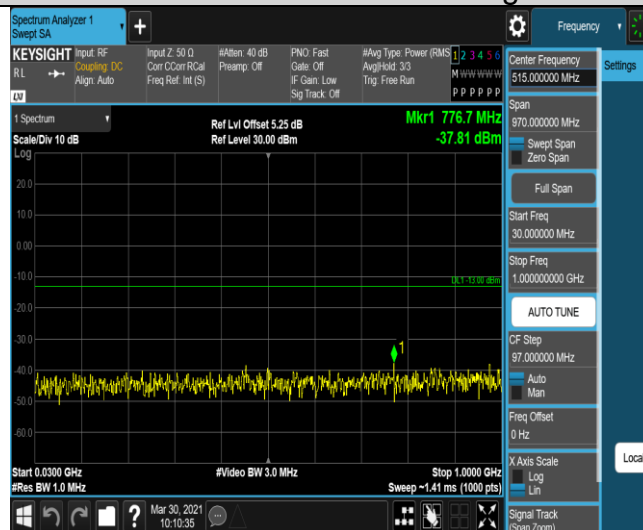 Spectrum Analyzer 1
Swept SA
Frequency
Settings
KEYSIGHT
RL
LXI
Input: RF
Coupling: DC
Align: Auto
Input Z: 50 Ω
Corr CCorr RCal
Freq Ref: Int (S)
#Atten: 40 dB
Preamp: Off
PNO: Fast
Gate: Off
IF Gain: Low
Sig Track: Off
#Avg Type: Power (RMS
Avg|Hold: 3/3
Trig: Free Run
1 2 3 4 5 6
M W W W W W
P P P P P P
1 Spectrum
Scale/Div 10 dB
Log
Ref Lvl Offset 5.25 dB
Ref Level 30.00 dBm
Mkr1 776.7 MHz
-37.81 dBm
20.0
10.0
0.00
-10.0
DL1 -13.00 dBm
-20.0
-30.0
1
-40.0
-50.0
-60.0
Start 0.0300 GHz
#Res BW 1.0 MHz
#Video BW 3.0 MHz
Stop 1.0000 GHz
Sweep ~1.41 ms (1000 pts)
Mar 30, 2021
10:10:35
Center Frequency
515.000000 MHz
Span
970.000000 MHz
Swept Span
Zero Span
Full Span
Start Freq
30.000000 MHz
Stop Freq
1.000000000 GHz
AUTO TUNE
CF Step
97.000000 MHz
Auto
Man
Freq Offset
0 Hz
X Axis Scale
Log
Lin
Signal Track
(Span Zoom)
Local